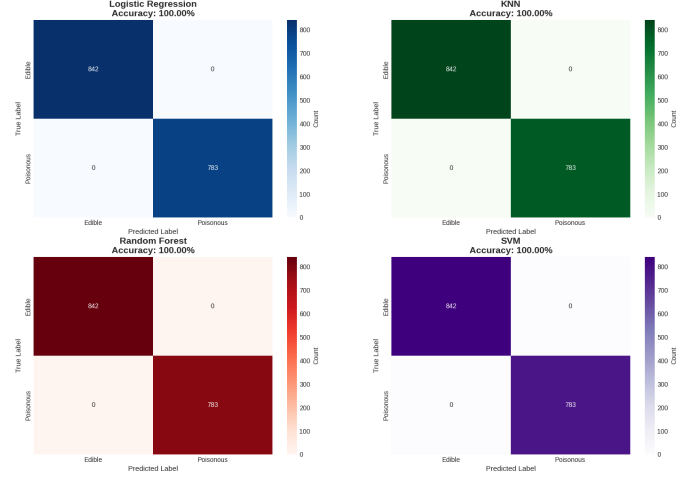 Logistic Regression
Accuracy: 100.00%
Edible
Poisonous
True Label
842
0
0
783
Edible
Poisonous
Predicted Label
800
700
600
500
400
300
200
100
0
Count
KNN
Accuracy: 100.00%
Edible
Poisonous
True Label
842
0
0
783
Edible
Poisonous
Predicted Label
800
700
600
500
400
300
200
100
0
Count
Random Forest
Accuracy: 100.00%
Edible
Poisonous
True Label
842
0
0
783
Edible
Poisonous
Predicted Label
800
700
600
500
400
300
200
100
0
Count
SVM
Accuracy: 100.00%
Edible
Poisonous
True Label
842
0
0
783
Edible
Poisonous
Predicted Label
800
700
600
500
400
300
200
100
0
Count